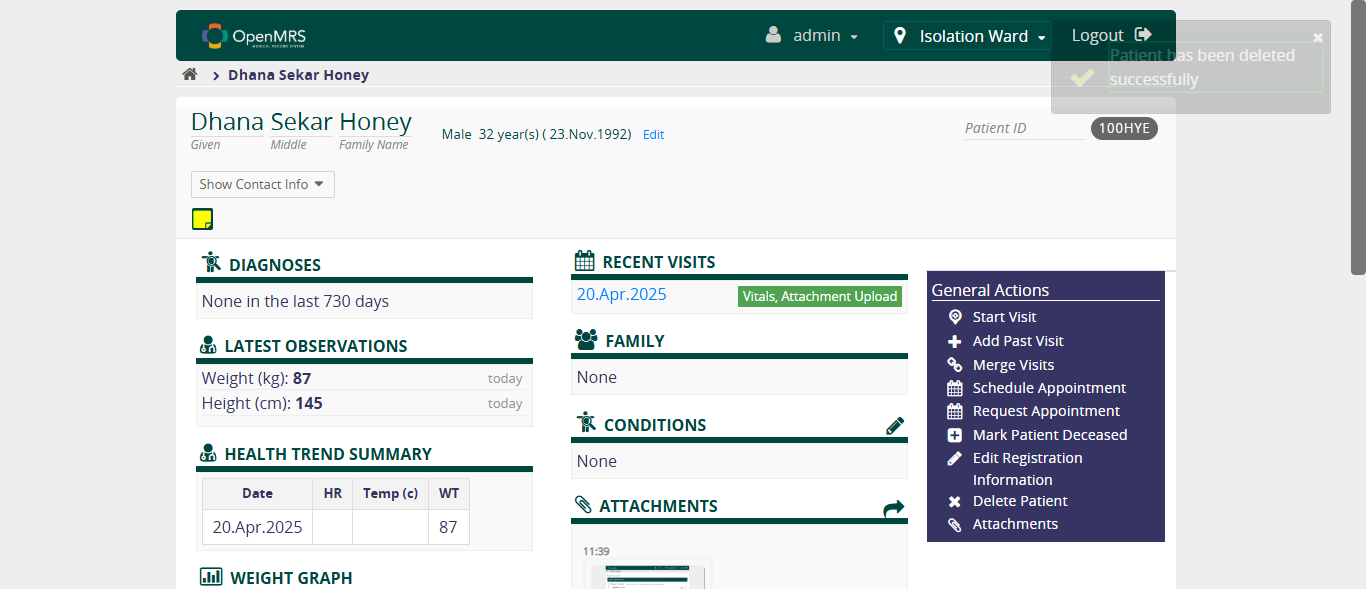 OpenMRS
MEDICAL RECORD SYSTEM
admin
Isolation Ward
Logout
Patient has been deleted
successfully
Dhana Sekar Honey
Dhana Sekar Honey
Given Middle Family Name
Male 32 year(s) ( 23.Nov.1992) Edit
Patient ID 100HYE
Show Contact Info
DIAGNOSES
None in the last 730 days
LATEST OBSERVATIONS
Weight (kg): 87 today
Height (cm): 145 today
HEALTH TREND SUMMARY
Date HR Temp (c) WT
20.Apr.2025 87
WEIGHT GRAPH
RECENT VISITS
20.Apr.2025 Vitals, Attachment Upload
FAMILY
None
CONDITIONS
None
ATTACHMENTS
11:39
General Actions
Start Visit
Add Past Visit
Merge Visits
Schedule Appointment
Request Appointment
Mark Patient Deceased
Edit Registration
Information
Delete Patient
Attachments